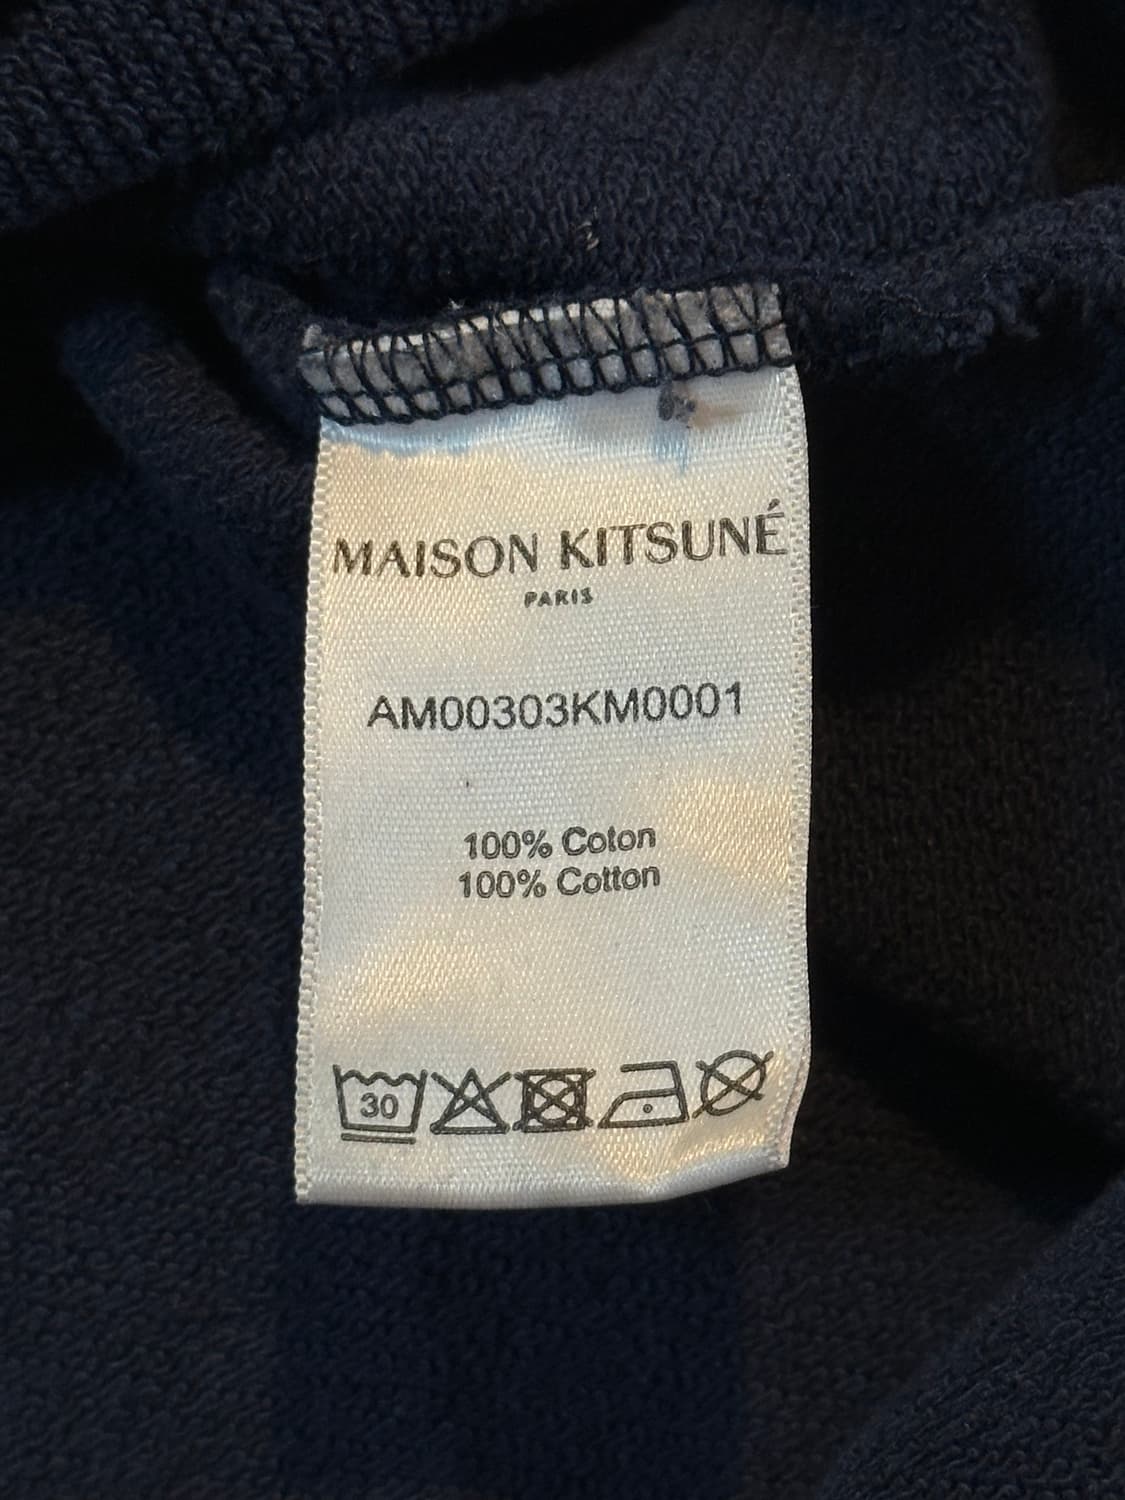 MAISON KITSUNÉ
PARIS
AM00303KM0001
100% Coton
100% Cotton
30